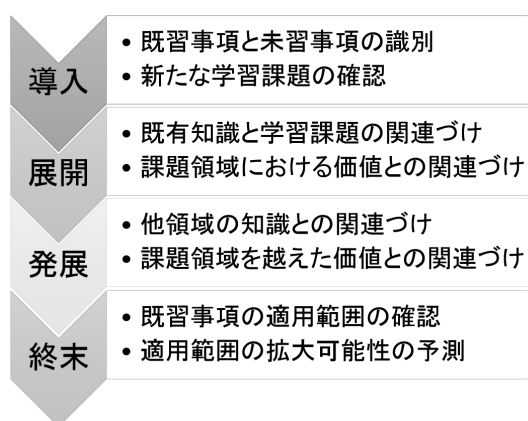 導入
• 既習事項と未習事項の識別
• 新たな学習課題の確認
展開
• 既有知識と学習課題の関連づけ
• 課題領域における価値との関連づけ
発展
• 他領域の知識との関連づけ
• 課題領域を越えた価値との関連づけ
終末
• 既習事項の適用範囲の確認
• 適用範囲の拡大可能性の予測